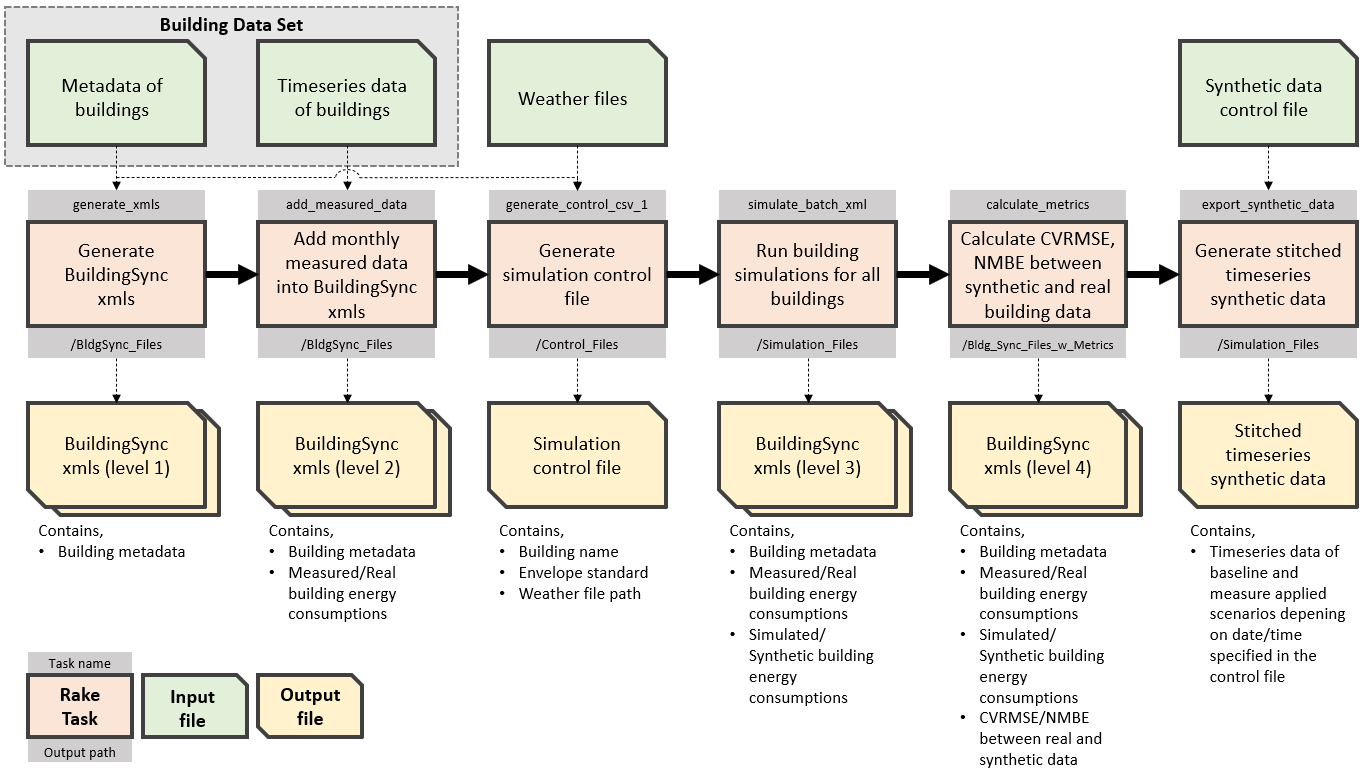 Building Data Set
Metadata of
buildings
Timeseries data
of buildings
Weather files
Synthetic data
control file
generate_xmls
add_measured_data
generate_control_csv_1
simulate_batch_xml
calculate_metrics
export_synthetic_data
Generate
BuildingSync
xmls
Add monthly
measured data
into BuildingSync
xmls
Generate
simulation control
file
Run building
simulations for all
buildings
Calculate CVRMSE,
NMBE between
synthetic and real
building data
Generate stitched
timeseries
synthetic data
/BldgSync_Files
/BldgSync_Files
/Control_Files
/Simulation_Files
/Bldg_Sync_Files_w_Metrics
/Simulation_Files
BuildingSync
xmls (level 1)
BuildingSync
xmls (level 2)
Simulation
control file
BuildingSync
xmls (level 3)
BuildingSync
xmls (level 4)
Stitched
timeseries
synthetic data
Contains,
• Building metadata
Contains,
• Building metadata
• Measured/Real
building energy
consumptions
Contains,
• Building name
• Envelope standard
• Weather file path
Contains,
• Building metadata
• Measured/Real
building energy
consumptions
• Simulated/
Synthetic building
energy
consumptions
Contains,
• Building metadata
• Measured/Real
building energy
consumptions
• Simulated/
Synthetic building
energy
consumptions
• CVRMSE/NMBE
between real and
synthetic data
Contains,
• Timeseries data of
baseline and
measure applied
scenarios depening
on date/time
specified in the
control file
Task name
Rake
Task
Output path
Input
file
Output
file